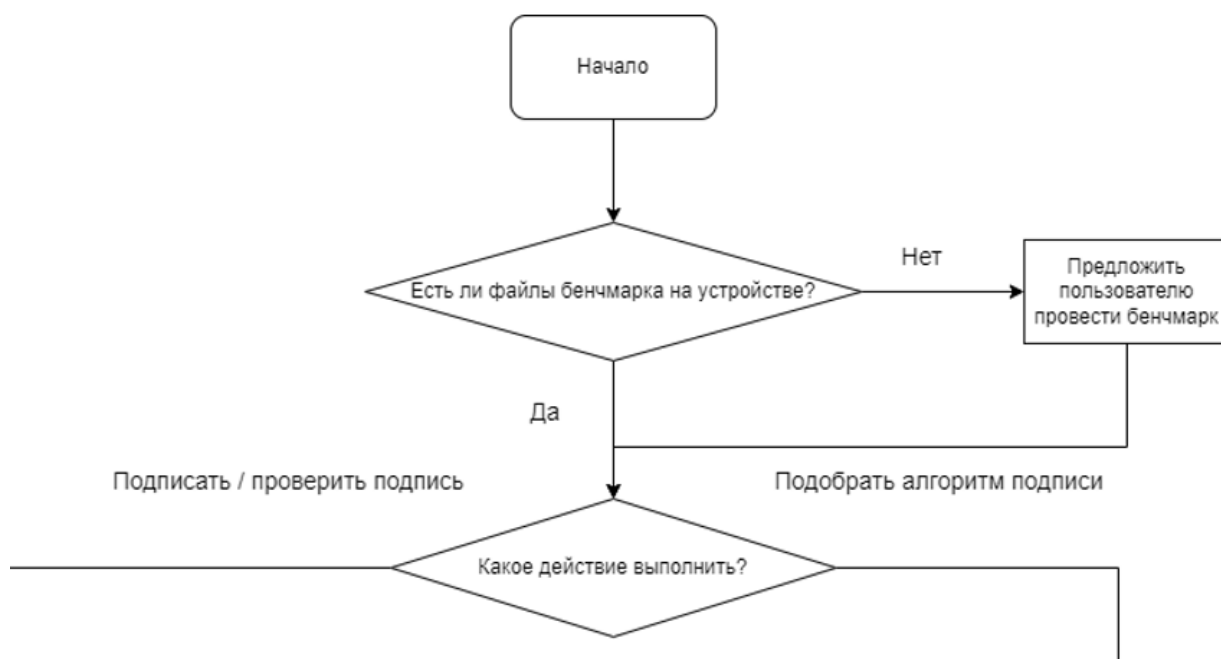 Начало
Есть ли файлы бенчмарка на устройстве?
Нет
Предложить
пользователю
провести бенчмарк
Да
Подписать / проверить подпись
Подобрать алгоритм подписи
Какое действие выполнить?